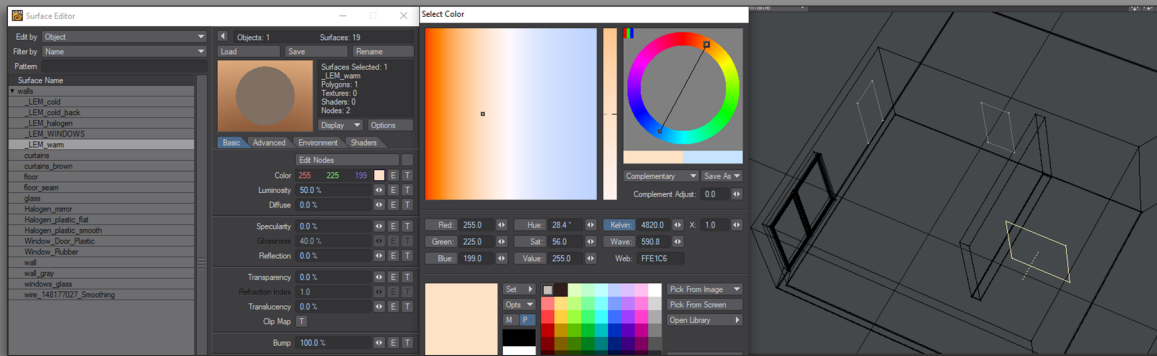 Surface Editor
Edit by
Object
Filter by
Name
Pattern
Surface Name
walls
_LEM_cold
_LEM_cold_back
_LEM_halogen
_LEM_WINDOWS
_LEM_warm
curtains
curtains_brown
floor
floor_seam
glass
Halogen_mirror
Halogen_plastic_flat
Halogen_plastic_smooth
Window_Door_Plastic
Window_Rubber
wall
wall_gray
windows_glass
wire_148177027_Smoothing
Objects: 1 Surfaces: 19
Load Save Rename
Surfaces Selected: 1
_LEM_warm
Polygons: 1
Textures: 0
Shaders: 0
Nodes: 2
Display Options
Basic Advanced Environment Shaders
Edit Nodes
Color 255 225 199 E T
Luminosity 50.0 % E T
Diffuse 0.0 % E T
Specularity 0.0 % E T
Glossiness 40.0 % E T
Reflection 0.0 % E T
Transparency 0.0 % E T
Refraction Index 1.0 E T
Translucency 0.0 % E T
Clip Map T
Bump 100.0 % E T
Select Color
Complementary Save As
Complement Adjust: 0.0
Red: 255.0 Hue: 28.4 ° Kelvin: 4820.0 X: 1.0
Green: 225.0 Sat: 56.0 Wave: 590.8
Blue: 199.0 Value: 255.0 Web: FFE1C6
Set
Opts
M P
Pick From Image
Pick From Screen
Open Library